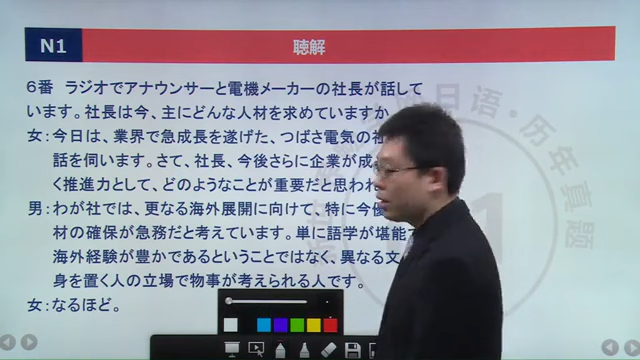 N1
聴解
6番 ラジオでアナウンサーと電機メーカーの社長が話して
います。社長は今、主にどんな人材を求めていますか
女：今日は、業界で急成長を遂げた、つばさ電気の社
話を伺います。さて、社長、今後さらに企業が成
く推進力として、どのようなことが重要だと思われ
男：わが社では、更なる海外展開に向けて、特に今優
材の確保が急務だと考えています。単に語学が堪能
海外経験が豊かであるということではなく、異なる文
身を置く人の立場で物事が考えられる人です。
女：なるほど。
日语·历年真题